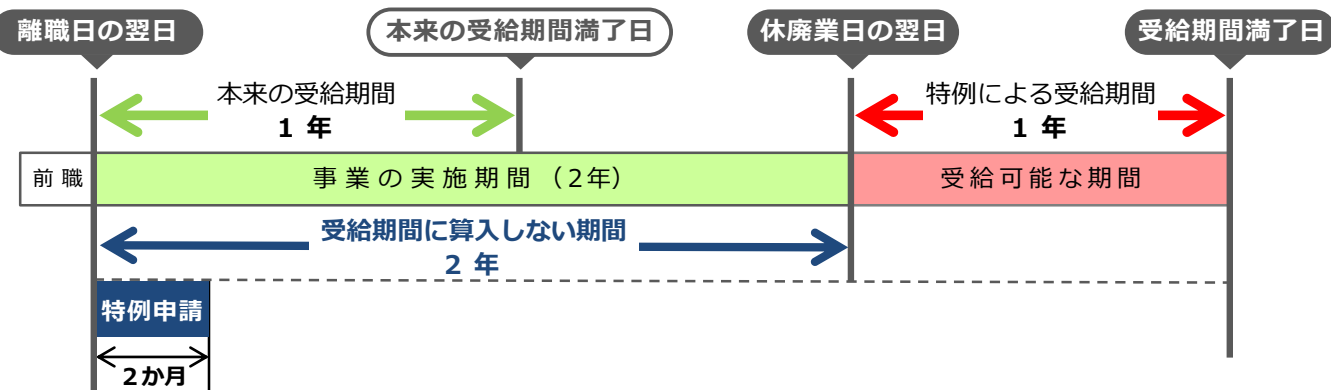 離職日の翌日
本来の受給期間満了日
休廃業日の翌日
受給期間満了日
本来の受給期間
1 年
特例による受給期間
1 年
前職
事業の実施期間（2年）
受給可能な期間
受給期間に算入しない期間
2 年
特例申請
2か月